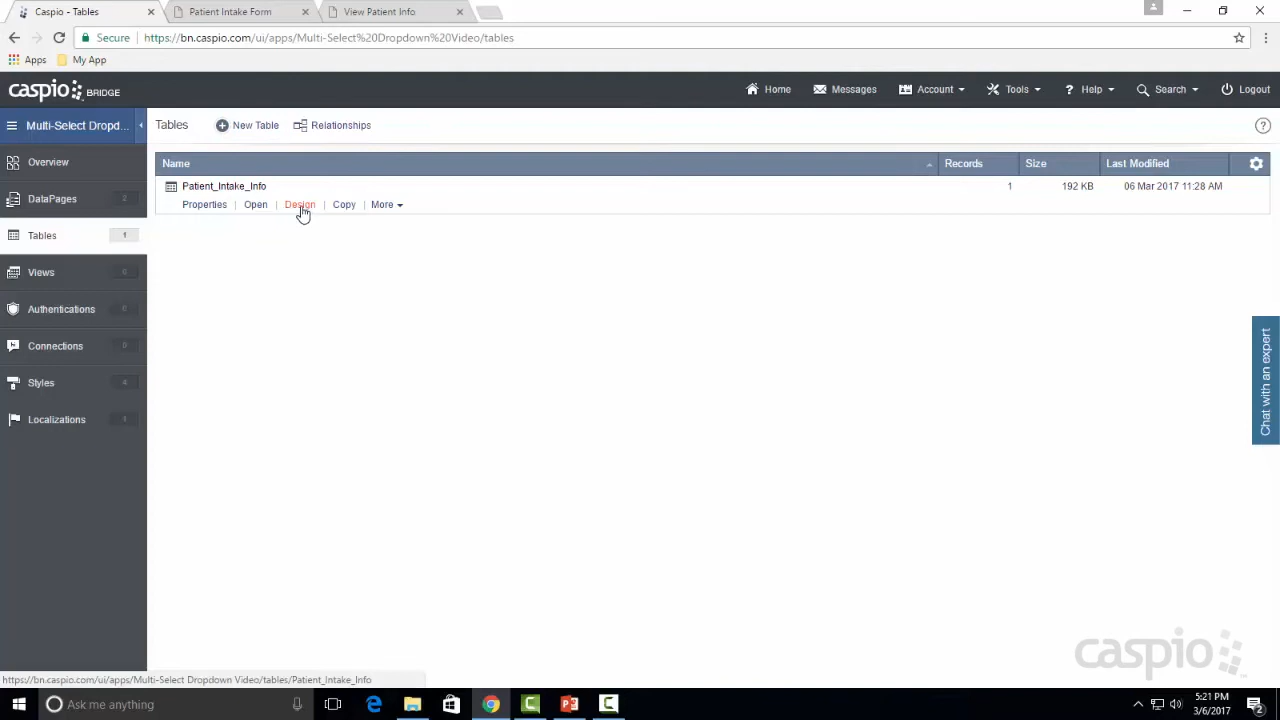 Caspio - Tables
Patient Intake Form
View Patient Info
Secure https://bn.caspio.com/ui/apps/Multi-Select%20Dropdown%20Video/tables
Apps My App
caspio BRIDGE
Home Messages Account Tools ? Help Search Logout
Multi-Select Dropd...
Tables New Table Relationships ?
Name Records Size Last Modified
Patient_Intake_Info 1 192 KB 06 Mar 2017 11:28 AM
Properties | Open | Design | Copy | More
Overview
DataPages 2
Tables 1
Views
Authentications
Connections
Styles 4
Localizations
Chat with an expert
caspio
https://bn.caspio.com/ui/apps/Multi-Select Dropdown Video/tables/Patient_Intake_Info
Ask me anything
5:21 PM
3/6/2017
2